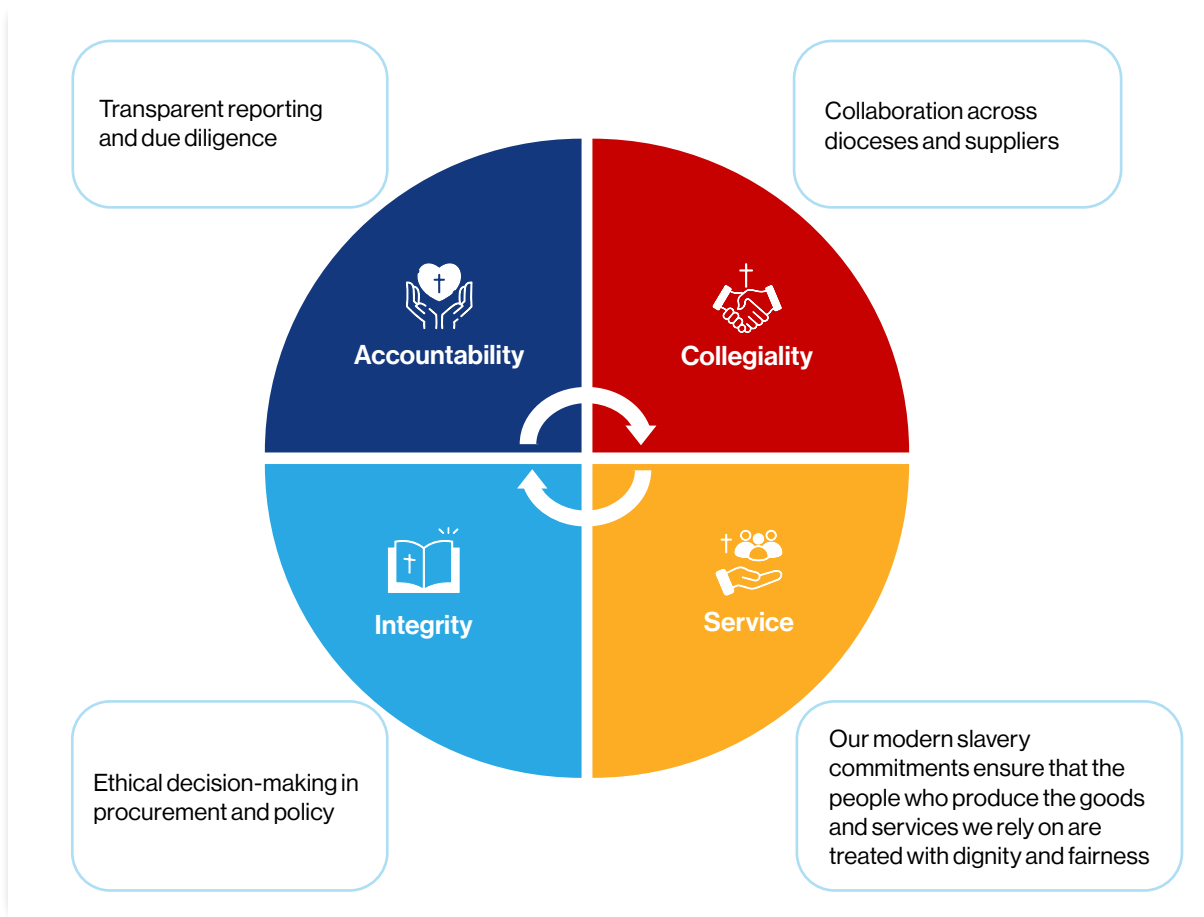 Transparent reporting
and due diligence
Collaboration across
dioceses and suppliers
Accountability
Collegiality
Integrity
Service
Ethical decision-making in
procurement and policy
Our modern slavery
commitments ensure that the
people who produce the goods
and services we rely on are
treated with dignity and fairness